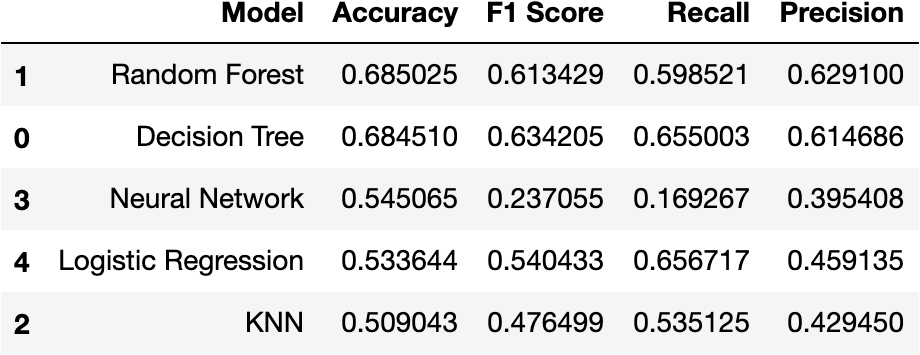 Model Accuracy F1 Score Recall Precision
1 Random Forest 0.685025 0.613429 0.598521 0.629100
0 Decision Tree 0.684510 0.634205 0.655003 0.614686
3 Neural Network 0.545065 0.237055 0.169267 0.395408
4 Logistic Regression 0.533644 0.540433 0.656717 0.459135
2 KNN 0.509043 0.476499 0.535125 0.429450